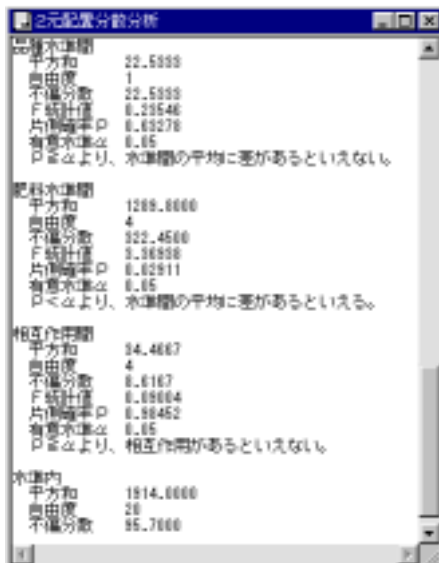 2元配置分散分析
品種水準間
平方和 22.5333
自由度 1
不偏分散 22.5333
F統計値 0.23546
片側確率P 0.63278
有意水準α 0.05
P≧αより、水準間の平均に差があるといえない。
肥料水準間
平方和 1289.8000
自由度 4
不偏分散 322.4500
F統計値 3.36938
片側確率P 0.02911
有意水準α 0.05
P<αより、水準間の平均に差があるといえる。
相互作用間
平方和 34.4667
自由度 4
不偏分散 8.6167
F統計値 0.09004
片側確率P 0.98452
有意水準α 0.05
P≧αより、相互作用があるといえない。
水準内
平方和 1914.0000
自由度 20
不偏分散 95.7000